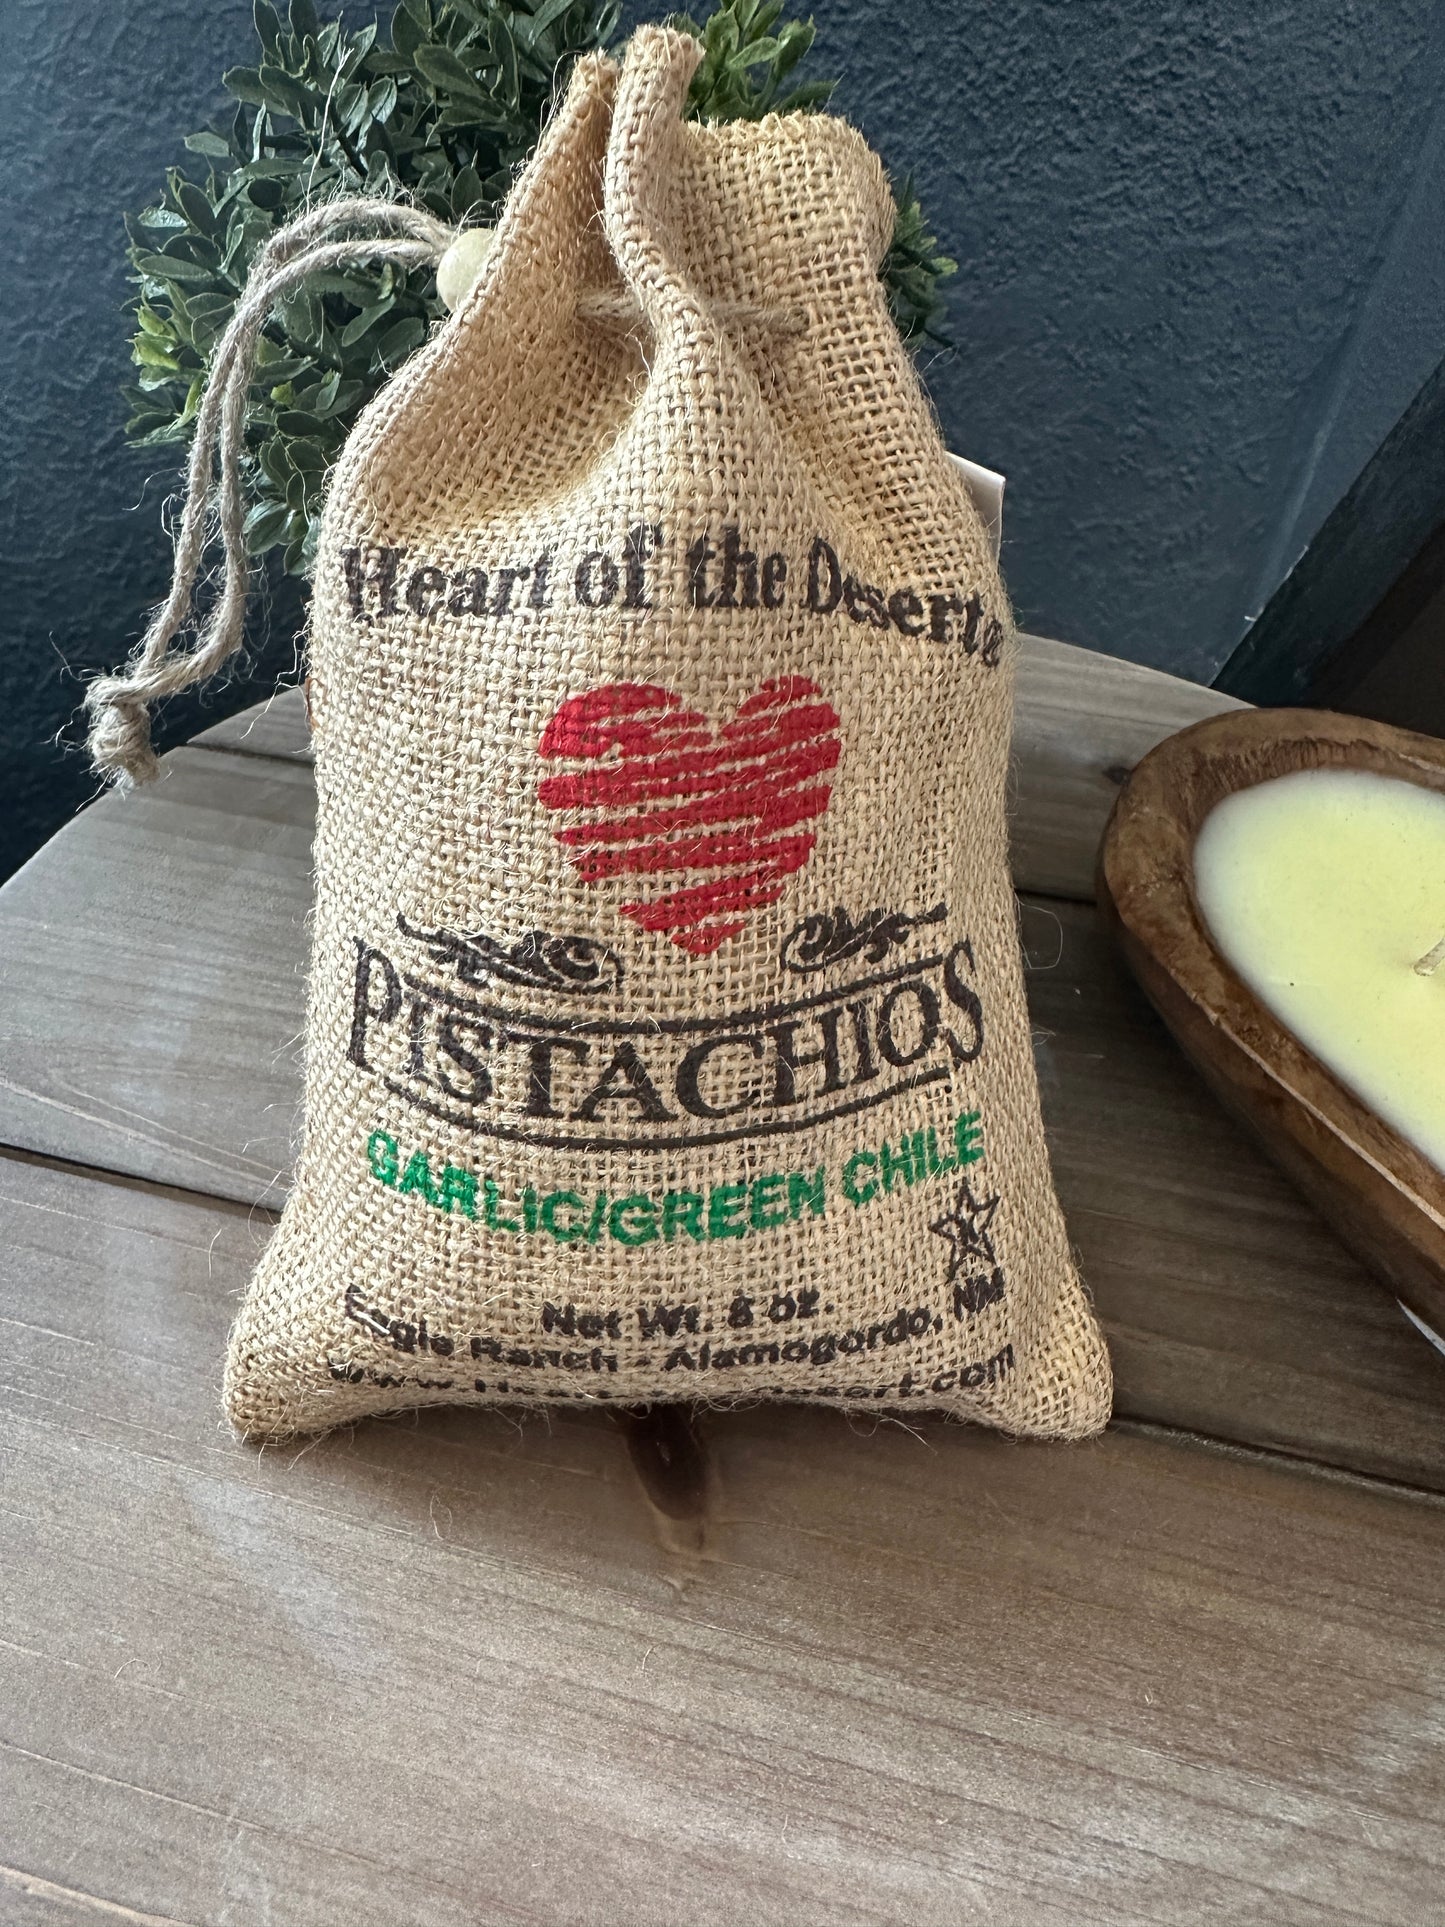 Heart of the Desert®
PISTACHIOS
GARLIC/GREEN CHILE
Net Wt. 8 oz.
Eagle Ranch - Alamogordo, NM